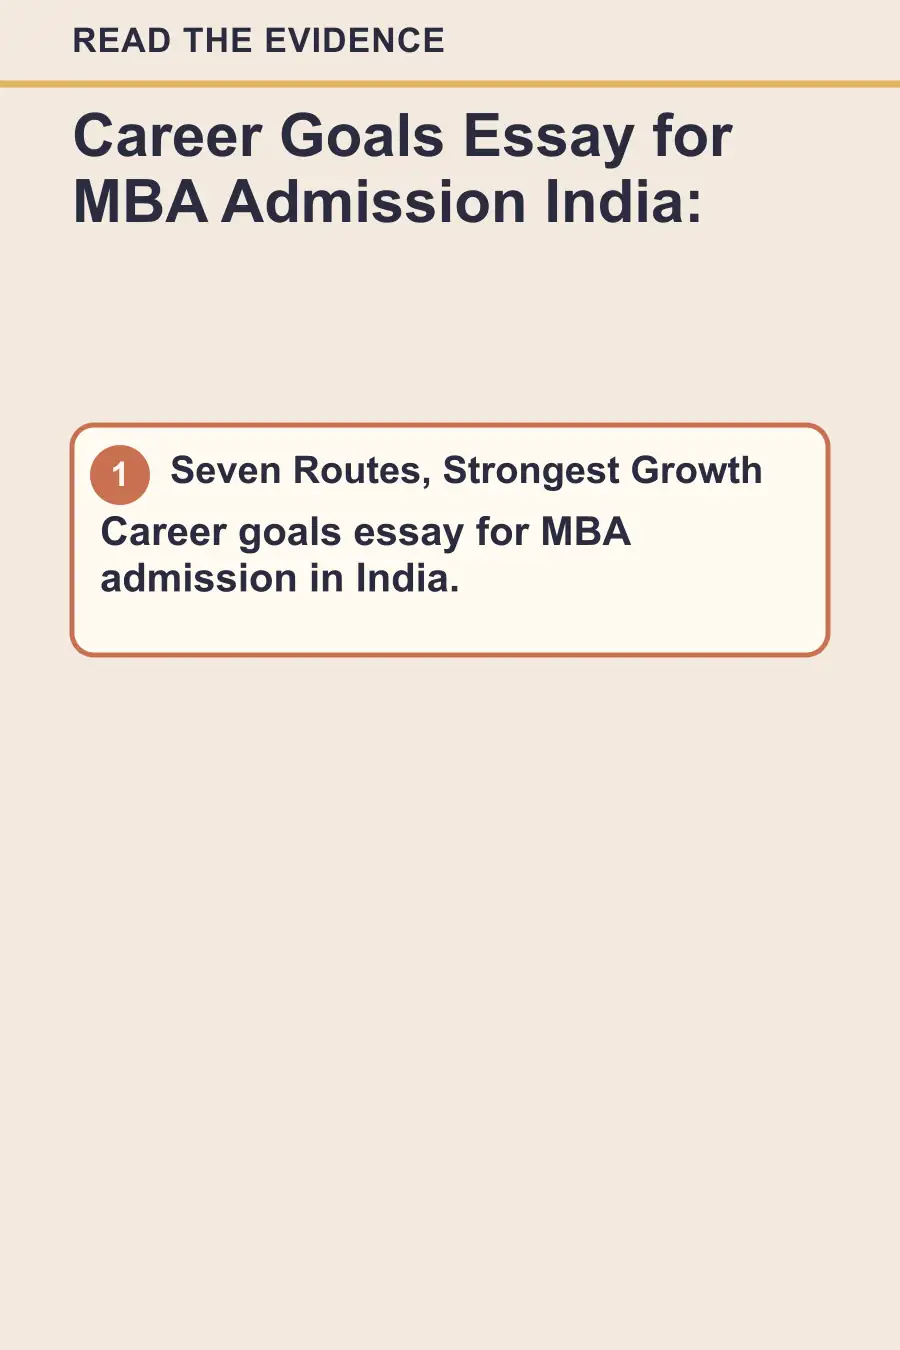 READ THE EVIDENCE
Career Goals Essay for
MBA Admission India:
1 Seven Routes, Strongest Growth
Career goals essay for MBA
admission in India.